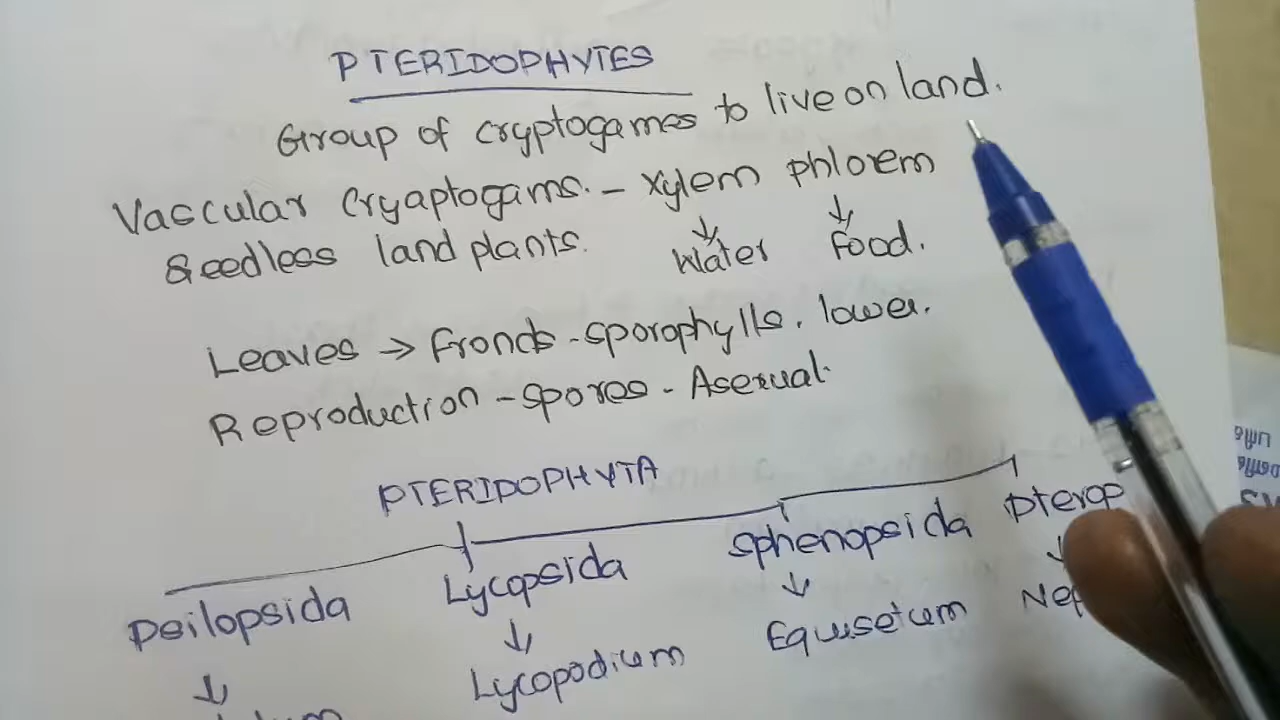 PTERIDOPHYTES
Group of cryptogames to live on land.
Vascular Cryaptogams. - Xylem phloem
Seedless land plants. Water Food.
Leaves → Fronds - sporophylls. lower.
Reproduction - spores - Asexual.
PTERIDOPHYTA
Psilopsida Lycopsida Sphenopsida Pterop
Lycopodium Equisetum Nep